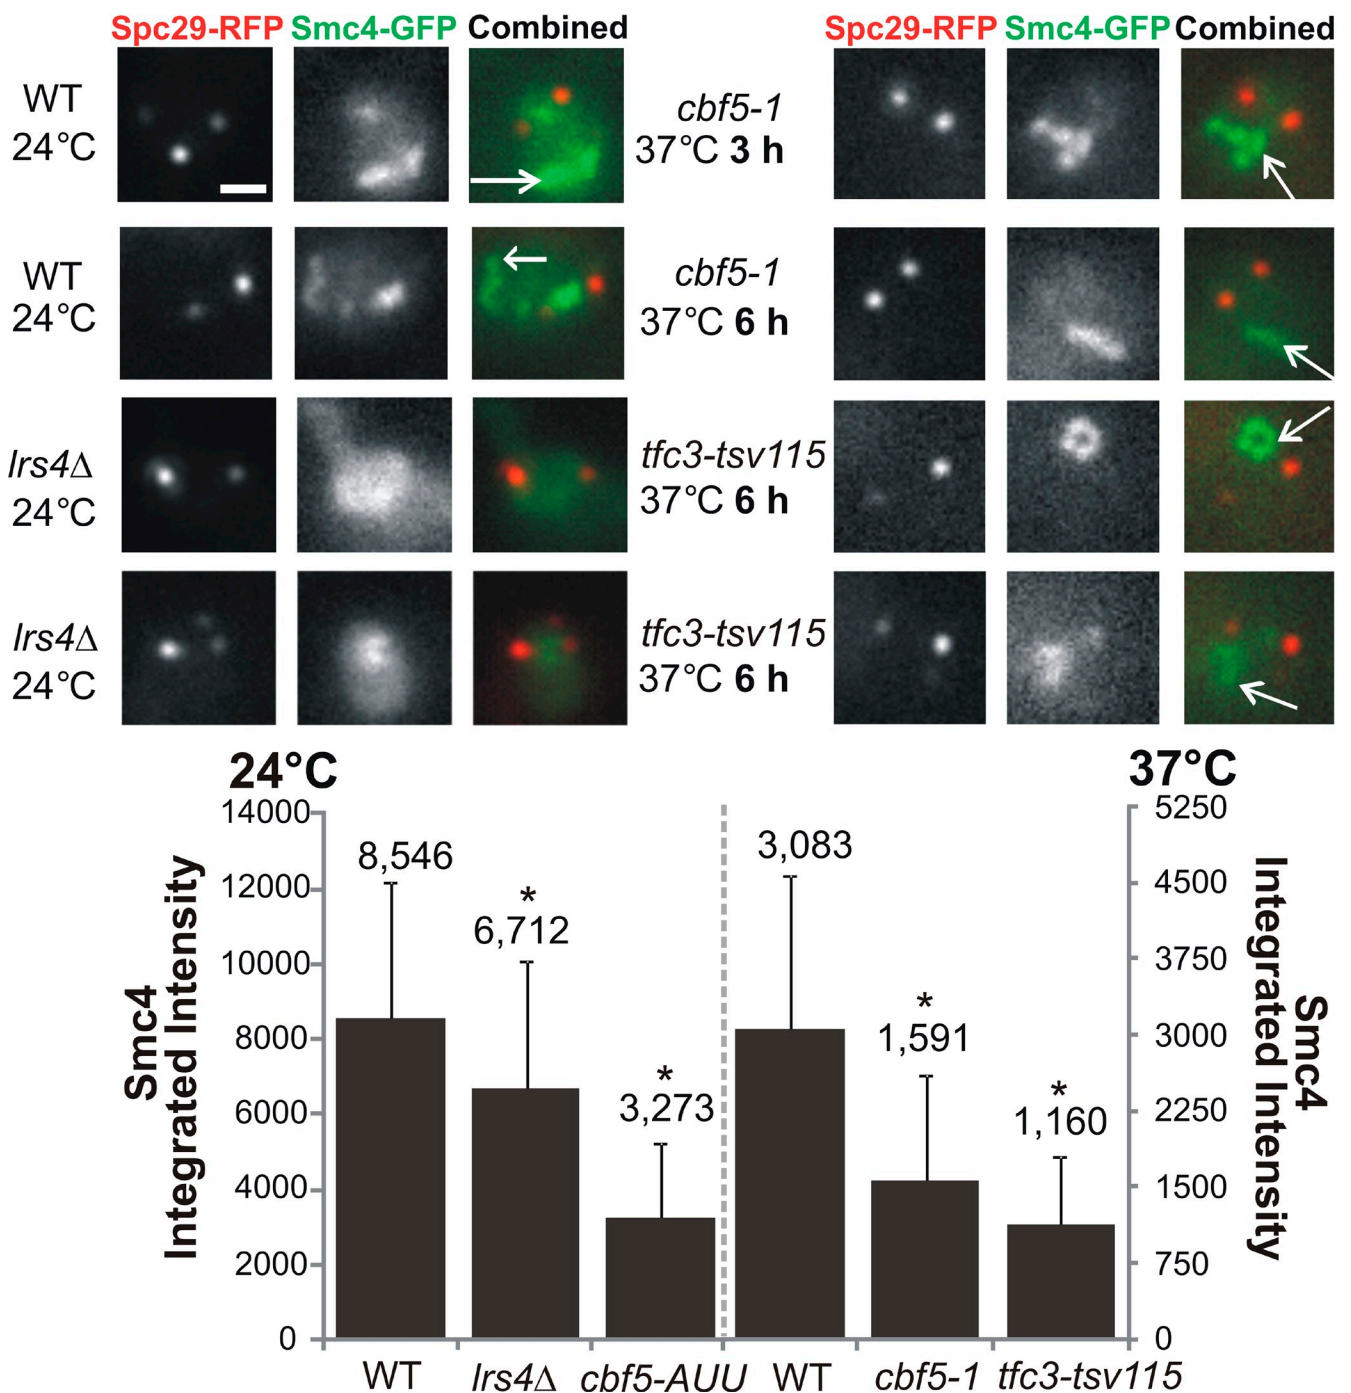 Spc29-RFP Smc4-GFP Combined
WT
24°C
WT
24°C
lrs4Δ
24°C
lrs4Δ
24°C
Spc29-RFP Smc4-GFP Combined
cbf5-1
37°C 3 h
cbf5-1
37°C 6 h
tfc3-tsv115
37°C 6 h
tfc3-tsv115
37°C 6 h
24°C
37°C
Smc4
Integrated Intensity
14000
12000
10000
8000
6000
4000
2000
0
8,546
*
6,712
*
3,273
3,083
*
1,591
*
1,160
5250
4500
3750
3000
2250
1500
750
0
Smc4
Integrated Intensity
WT lrs4Δ cbf5-AUU WT cbf5-1 tfc3-tsv115